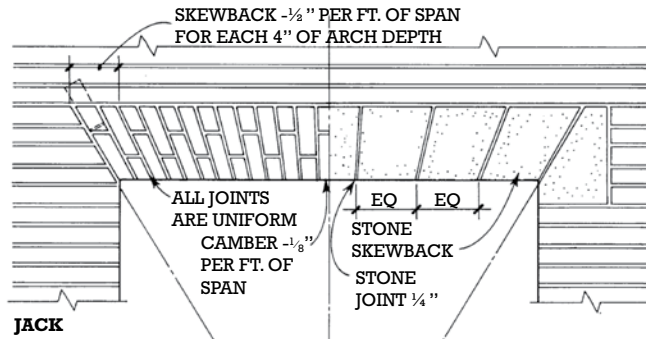 SKEWBACK -½" PER FT. OF SPAN
FOR EACH 4" OF ARCH DEPTH
ALL JOINTS
ARE UNIFORM
CAMBER -⅛"
PER FT. OF
SPAN
EQ EQ
STONE
SKEWBACK
STONE
JOINT ¼"
JACK